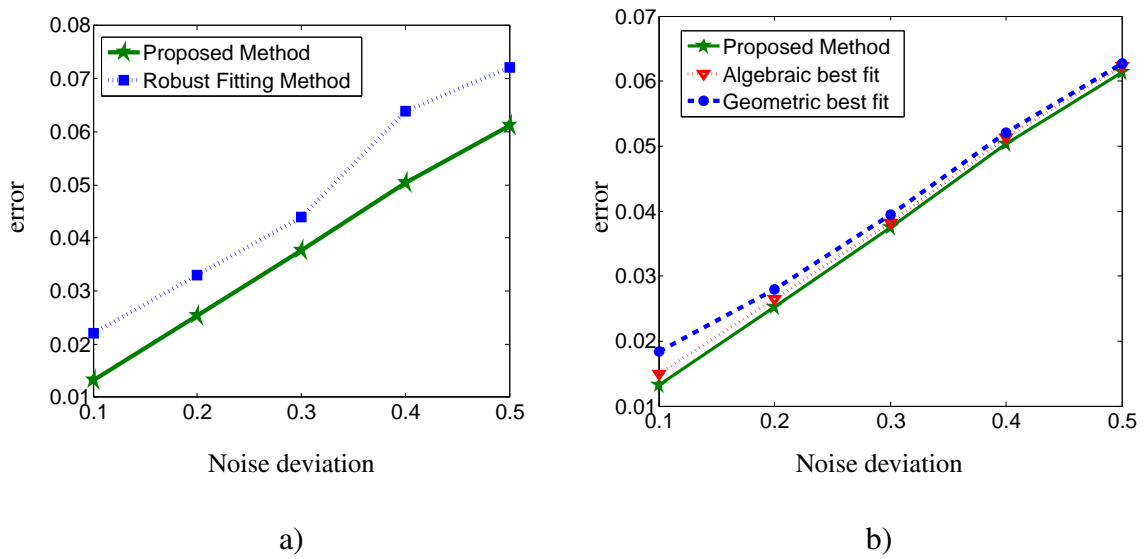 0.08
0.07
0.06
0.05
0.04
0.03
0.02
0.01
error
Proposed Method
Robust Fitting Method
0.1 0.2 0.3 0.4 0.5
Noise deviation
a)
0.07
0.06
0.05
0.04
0.03
0.02
0.01
error
Proposed Method
Algebraic best fit
Geometric best fit
0.1 0.2 0.3 0.4 0.5
Noise deviation
b)